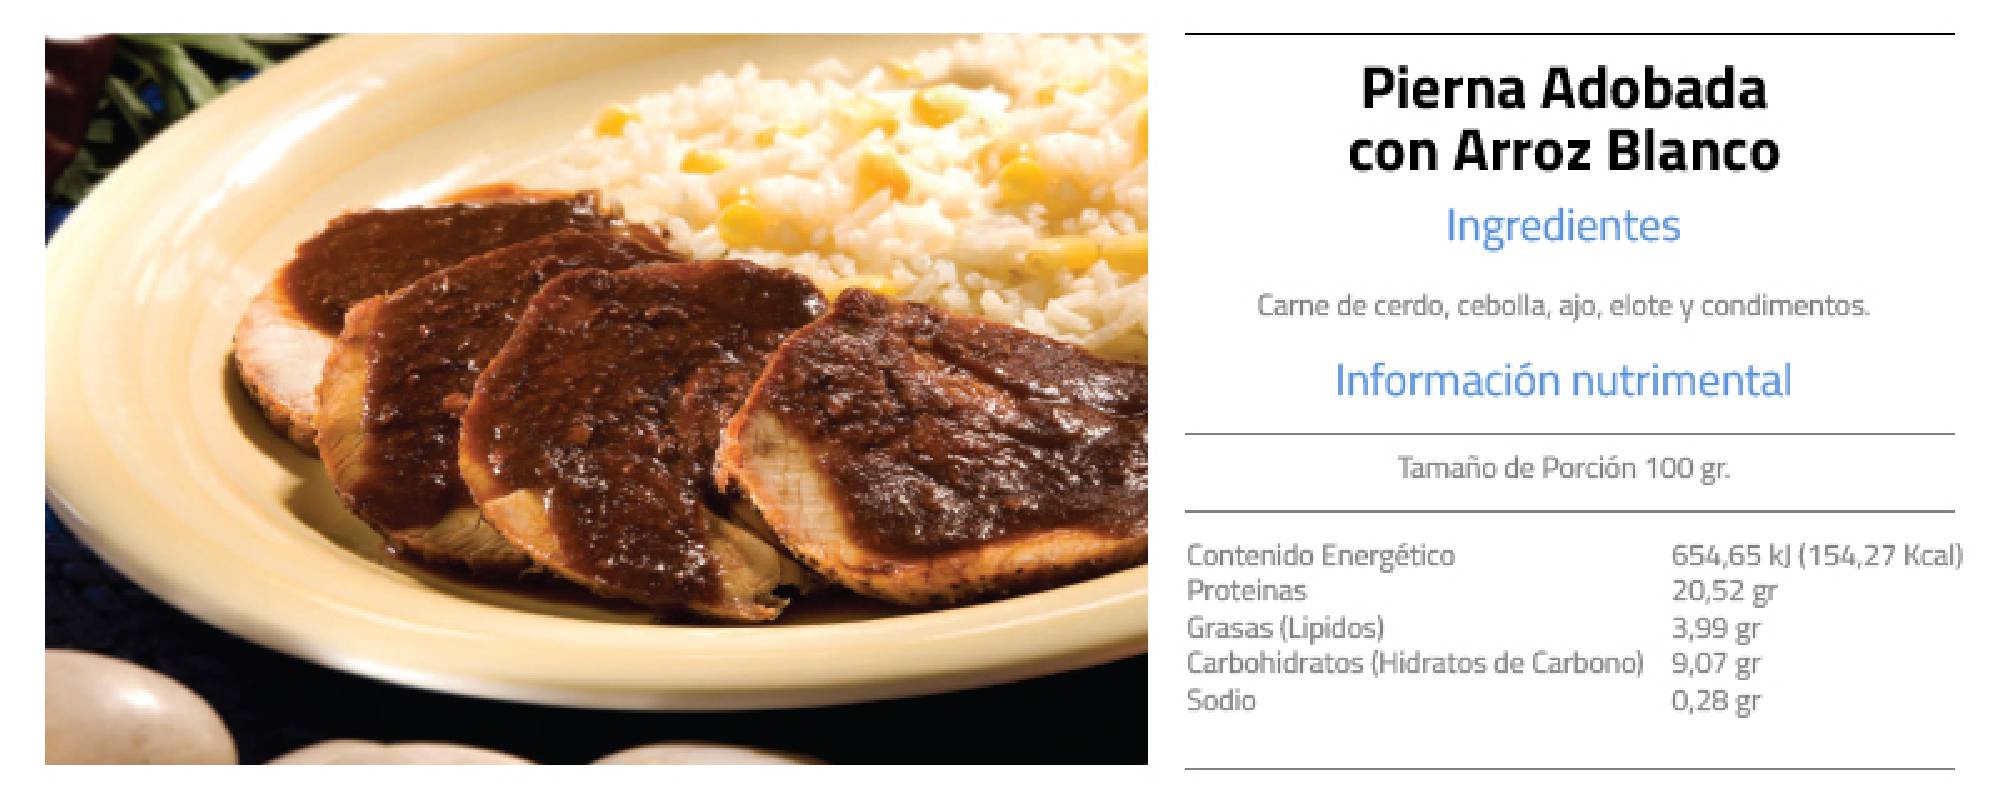 Pierna Adobada
con Arroz Blanco
Ingredientes
Carne de cerdo, cebolla, ajo, elote y condimentos.
Información nutrimental
Tamaño de Porción 100 gr.
Contenido Energético 654,65 kJ (154,27 Kcal)
Proteinas 20,52 gr
Grasas (Lipidos) 3,99 gr
Carbohidratos (Hidratos de Carbono) 9,07 gr
Sodio 0,28 gr